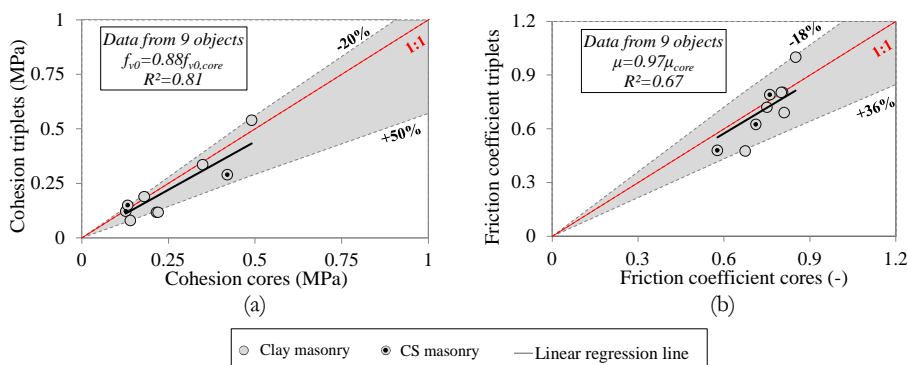 Data from 9 objects
fv0=0.88fv0,core
R²=0.81
-20%
1:1
+50%
Cohesion triplets (MPa)
1
0.75
0.5
0.25
0
0
0.25
0.5
0.75
1
Cohesion cores (MPa)
(a)
Data from 9 objects
μ=0.97μcore
R²=0.67
-18%
1:1
+36%
Friction coefficient triplets
1.2
0.9
0.6
0.3
0
0
0.3
0.6
0.9
1.2
Friction coefficient cores (-)
(b)
Clay masonry
CS masonry
Linear regression line